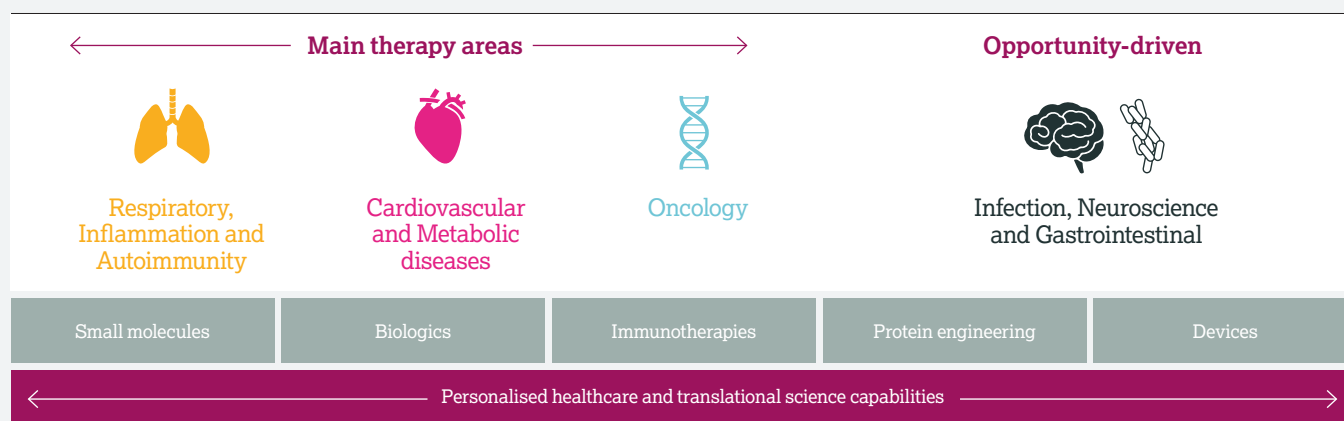 Main therapy areas
Opportunity-driven
Respiratory,
Inflammation and
Autoimmunity
Cardiovascular
and Metabolic
diseases
Oncology
Infection, Neuroscience
and Gastrointestinal
Small molecules
Biologics
Immunotherapies
Protein engineering
Devices
Personalised healthcare and translational science capabilities